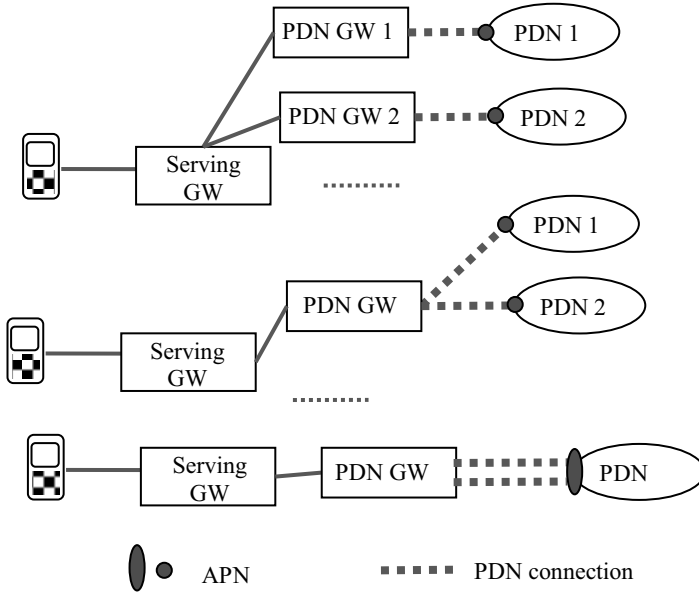 PDN GW 1
PDN 1
PDN GW 2
PDN 2
Serving
GW
PDN 1
PDN GW
PDN 2
Serving
GW
Serving
GW
PDN GW
PDN
APN
PDN connection